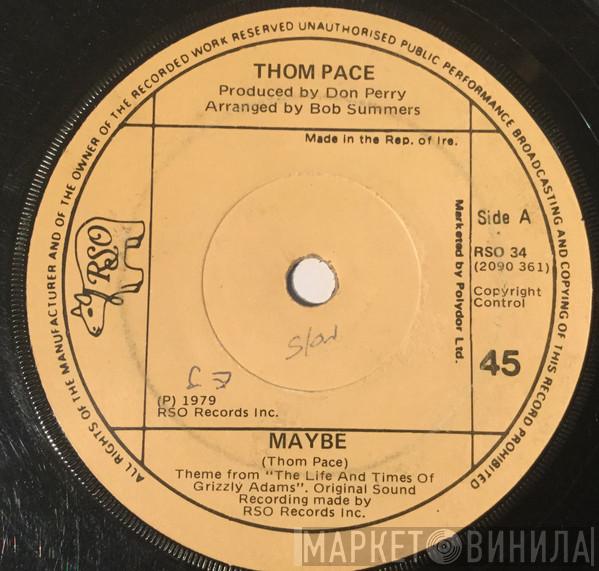 ALL RIGHTS OF THE MANUFACTURER AND OF THE OWNER OF THE RECORDED WORK RESERVED UNAUTHORISED PUBLIC PERFORMANCE BROADCASTING AND COPYING OF THIS RECORD PROHIBITED
THOM PACE
Produced by Don Perry
Arranged by Bob Summers
Made in the Rep. of Ire.
RSO
Marketed by Polydor Ltd.
Side A
RSO 34
(2090 361)
Copyright
Control
45
Slow
(P) 1979
RSO Records Inc.
MAYBE
(Thom Pace)
Theme from "The Life And Times Of
Grizzly Adams". Original Sound
Recording made by
RSO Records Inc.
МАРКЕТ ВИНИЛА